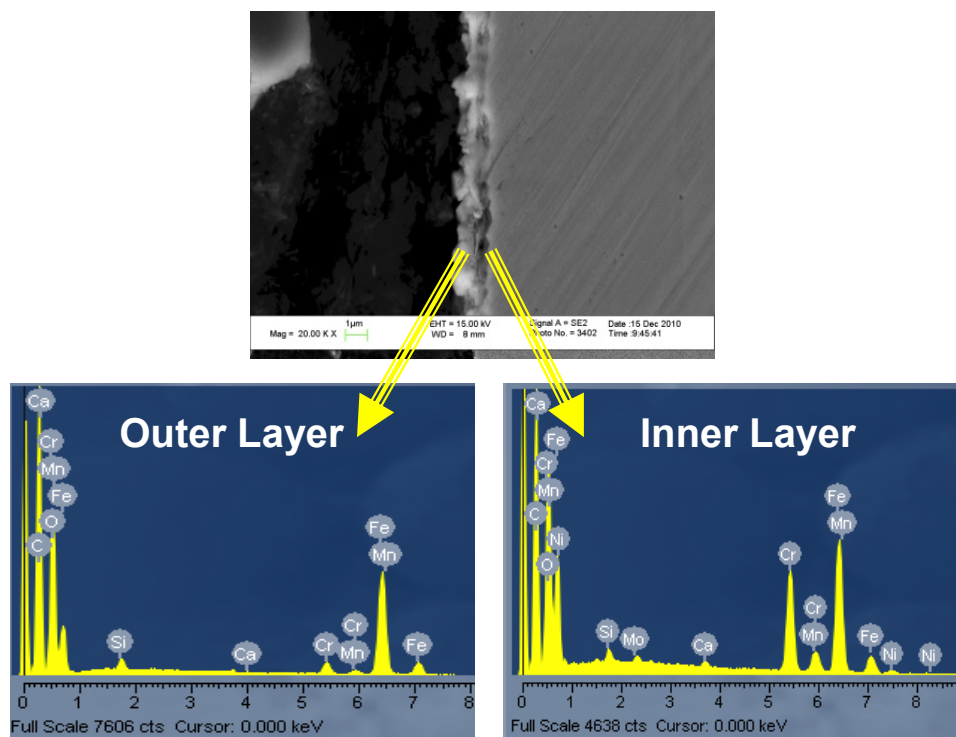 1µm
Mag = 20.00 K X
EHT = 15.00 kV
WD = 8 mm
Signal A = SE2
Photo No. = 3402
Date :15 Dec 2010
Time :9:45:41
Outer Layer
Ca
Cr
Mn
Fe
O
C
Si
Ca
Cr
Cr
Mn
Fe
Mn
Fe
0 1 2 3 4 5 6 7 8
Full Scale 7606 cts Cursor: 0.000 keV
Inner Layer
Ca
Fe
Cr
Mn
C
Ni
O
Si
Mo
Ca
Cr
Cr
Mn
Fe
Mn
Fe
Ni
Ni
0 1 2 3 4 5 6 7 8
Full Scale 4638 cts Cursor: 0.000 keV